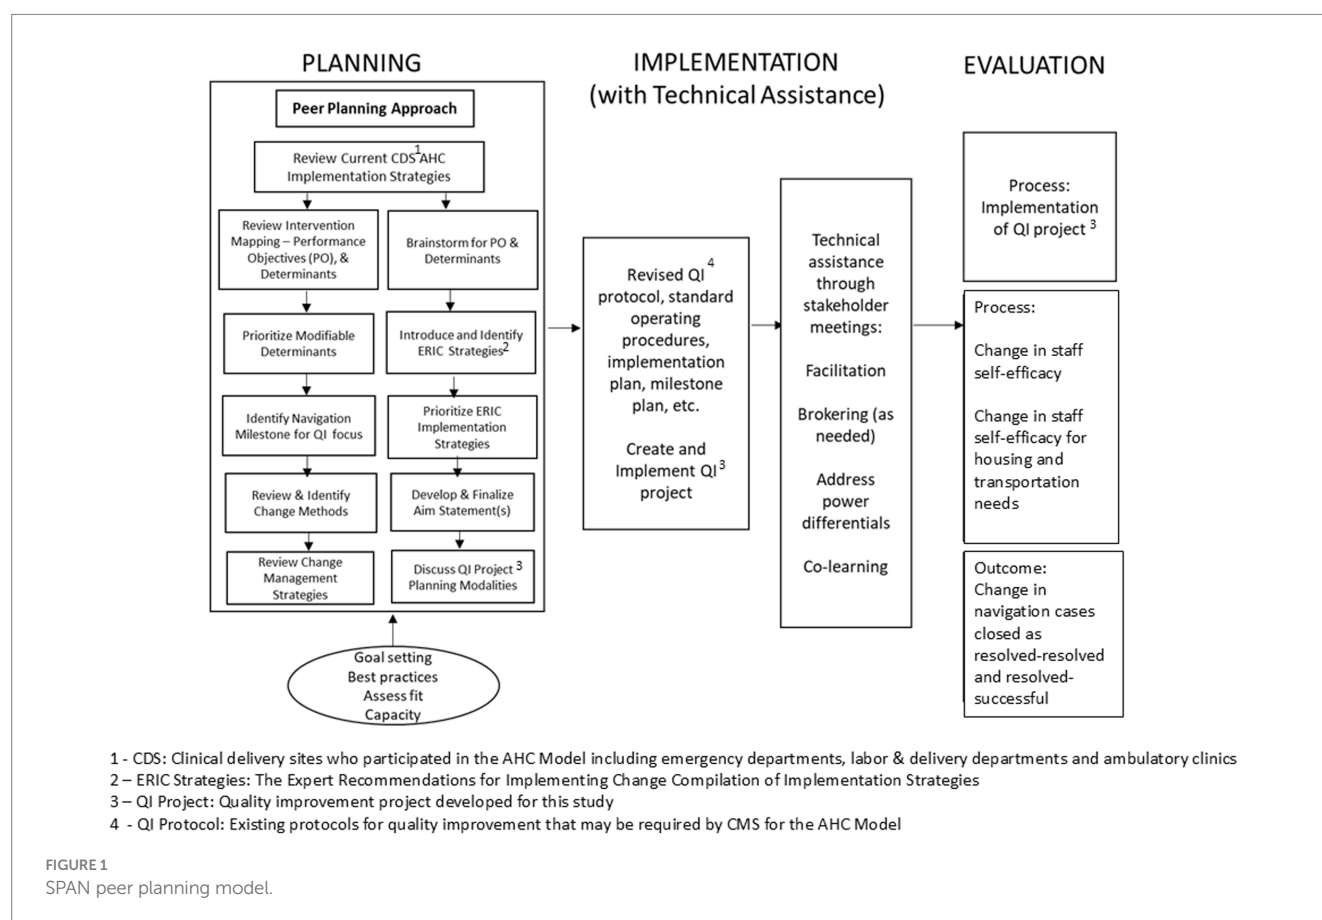 PLANNING
Peer Planning Approach
Review Current CDS1 AHC
Implementation Strategies
Review Intervention
Mapping – Performance
Objectives (PO), &
Determinants
Prioritize Modifiable
Determinants
Identify Navigation
Milestone for QI focus
Review & Identify
Change Methods
Review Change
Management
Strategies
Brainstorm for PO &
Determinants
Introduce and Identify
ERIC Strategies2
Prioritize ERIC
Implementation
Strategies
Develop & Finalize
Aim Statement(s)
Discuss QI Project 3
Planning Modalities
Goal setting
Best practices
Assess fit
Capacity
IMPLEMENTATION
(with Technical Assistance)
Revised QI 4
protocol, standard
operating
procedures,
implementation
plan, milestone
plan, etc.
Create and
Implement QI3
project
Technical
assistance
through
stakeholder
meetings:
Facilitation
Brokering (as
needed)
Address
power
differentials
Co-learning
EVALUATION
Process:
Implementation
of QI project 3
Process:
Change in staff
self-efficacy
Change in staff
self-efficacy for
housing and
transportation
needs
Outcome:
Change in
navigation cases
closed as
resolved-resolved
and resolved-
successful
1 - CDS: Clinical delivery sites who participated in the AHC Model including emergency departments, labor & delivery departments and ambulatory clinics
2 – ERIC Strategies: The Expert Recommendations for Implementing Change Compilation of Implementation Strategies
3 – QI Project: Quality improvement project developed for this study
4 - QI Protocol: Existing protocols for quality improvement that may be required by CMS for the AHC Model
FIGURE 1
SPAN peer planning model.